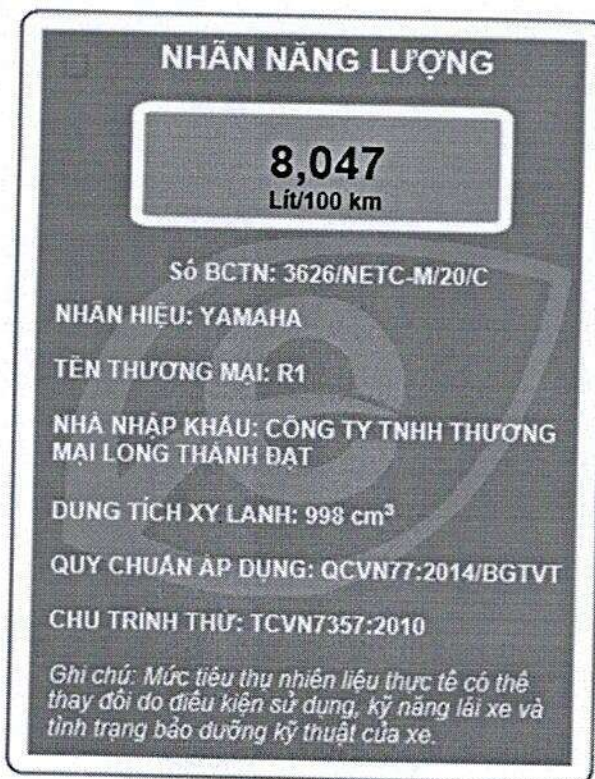 NHÃN NĂNG LƯỢNG
8,047
Lít/100 km
Số BCTN: 3626/NETC-M/20/C
NHÃN HIỆU: YAMAHA
TÊN THƯƠNG MẠI: R1
NHÀ NHẬP KHẨU: CÔNG TY TNHH THƯƠNG
MẠI LONG THÀNH ĐẠT
DUNG TÍCH XY LANH: 998 cm³
QUY CHUẨN ÁP DỤNG: QCVN77:2014/BGTVT
CHU TRÌNH THỬ: TCVN7357:2010
Ghi chú: Mức tiêu thụ nhiên liệu thực tế có thể
thay đổi do điều kiện sử dụng, kỹ năng lái xe và
tình trạng bảo dưỡng kỹ thuật của xe.